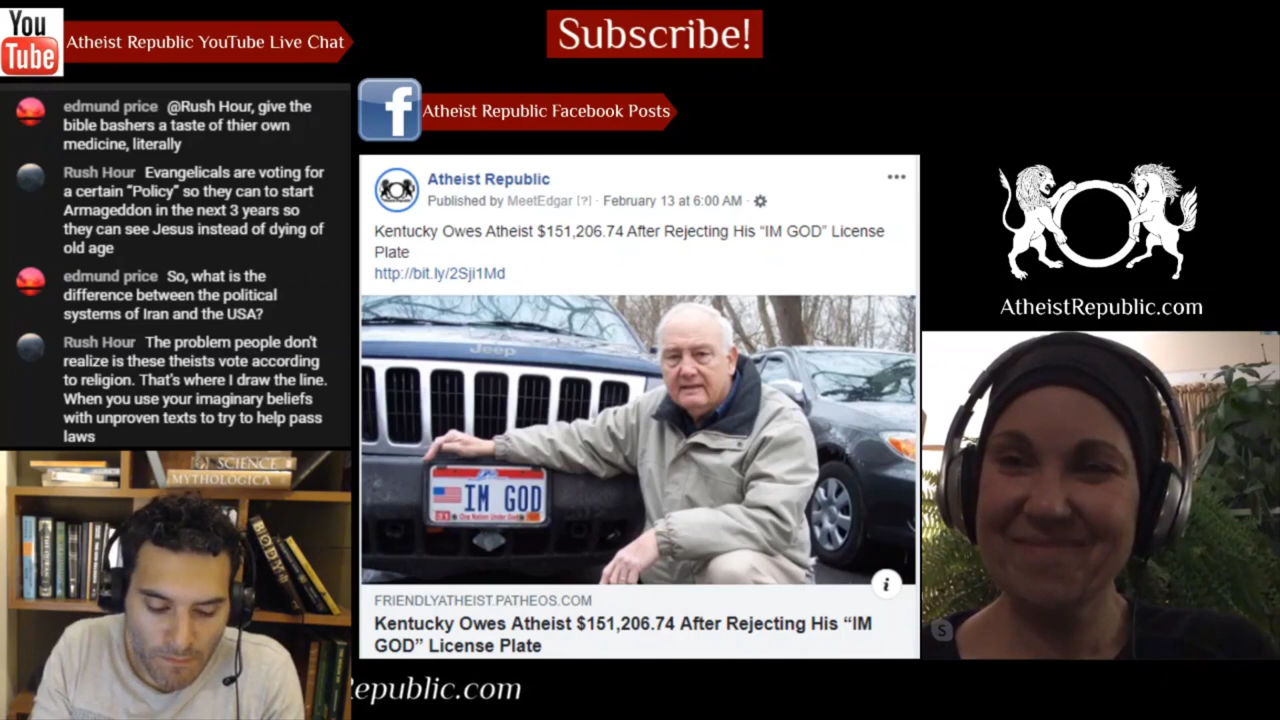 You
Tube
Atheist Republic YouTube Live Chat
Subscribe!
edmund price @Rush Hour, give the
bible bashers a taste of thier own
medicine, literally
Rush Hour Evangelicals are voting for
a certain “Policy” so they can to start
Armageddon in the next 3 years so
they can see Jesus instead of dying of
old age
edmund price So, what is the
difference between the political
systems of Iran and the USA?
Rush Hour The problem people don't
realize is these theists vote according
to religion. That's where I draw the line.
When you use your imaginary beliefs
with unproven texts to try to help pass
laws
f
Atheist Republic Facebook Posts
Atheist Republic
Published by MeetEdgar [?] · February 13 at 6:00 AM ·
Kentucky Owes Atheist $151,206.74 After Rejecting His “IM GOD” License
Plate
http://bit.ly/2Sji1Md
Jeep
IM GOD
One Nation Under God
i
FRIENDLYATHEIST.PATHEOS.COM
Kentucky Owes Atheist $151,206.74 After Rejecting His “IM
GOD” License Plate
AtheistRepublic.com
S
SCIENCE
MYTHOLOGICA
BODY
epublic.com